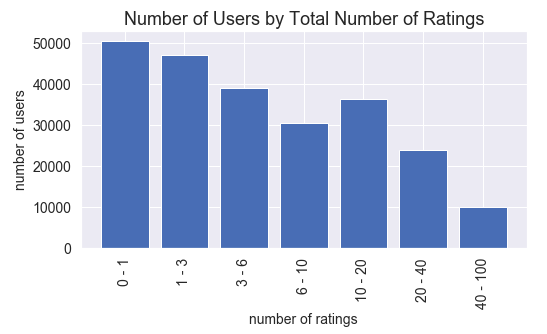 Number of Users by Total Number of Ratings
number of users
50000
40000
30000
20000
10000
0
0 - 1
1 - 3
3 - 6
6 - 10
10 - 20
20 - 40
40 - 100
number of ratings